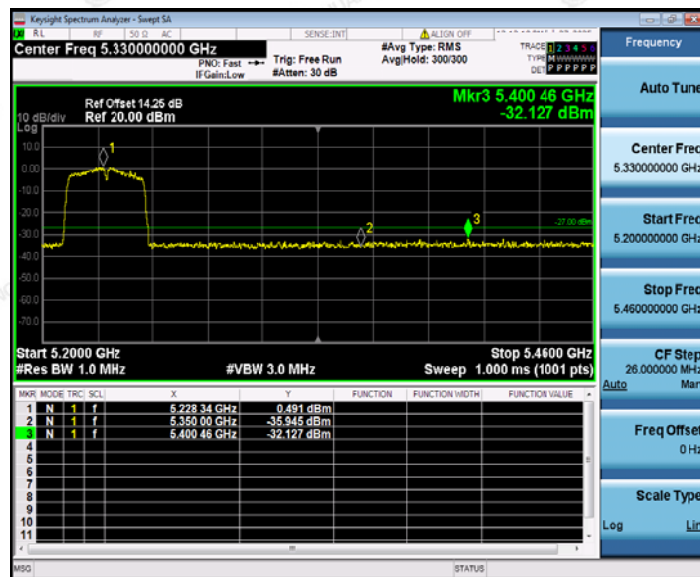 Keysight Spectrum Analyzer - Swept SA
RL RF 50 Ω AC SENSE:INT ALIGN OFF
Center Freq 5.330000000 GHz
PNO: Fast
IFGain:Low
Trig: Free Run
#Atten: 30 dB
#Avg Type: RMS
Avg|Hold: 300/300
TRACE 1 2 3 4 5 6
TYPE M W W W W W
DET P P P P P P
Ref Offset 14.25 dB
Ref 20.00 dBm
10 dB/div
Log
Mkr3 5.400 46 GHz
-32.127 dBm
10.0
0.00
-10.0
-20.0
-30.0
-40.0
-50.0
-60.0
-70.0
1
2
3
-27.00 dBm
Start 5.2000 GHz
Stop 5.4600 GHz
#Res BW 1.0 MHz
#VBW 3.0 MHz
Sweep 1.000 ms (1001 pts)
MKR MODE TRC SCL X Y FUNCTION FUNCTION WIDTH FUNCTION VALUE
1 N 1 f 5.228 34 GHz 0.491 dBm
2 N 1 f 5.350 00 GHz -35.945 dBm
3 N 1 f 5.400 46 GHz -32.127 dBm
4
5
6
7
8
9
10
11
MSG
STATUS
Frequency
Auto Tune
Center Freq
5.330000000 GHz
Start Freq
5.200000000 GHz
Stop Freq
5.460000000 GHz
CF Step
26.000000 MHz
Auto Man
Freq Offset
0 Hz
Scale Type
Log Lin